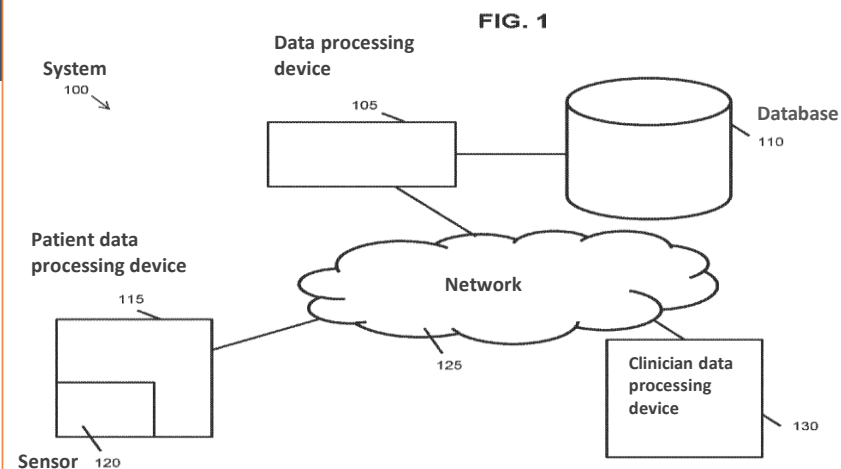 FIG. 1
Data processing
device
System
100
105
Database
110
Patient data
processing device
115
Network
125
Clinician data
processing
device
130
Sensor 120